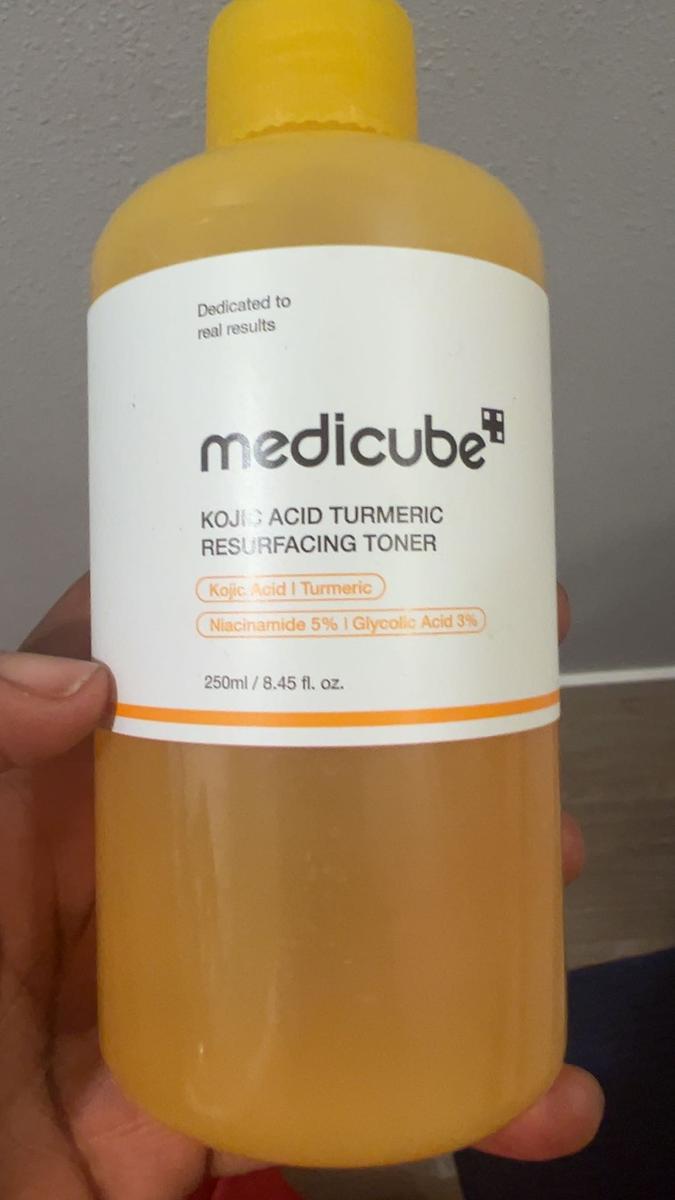 Dedicated to
real results
medicube
KOJIC ACID TURMERIC
RESURFACING TONER
Kojic Acid | Turmeric
Niacinamide 5% | Glycolic Acid 3%
250ml / 8.45 fl. oz.